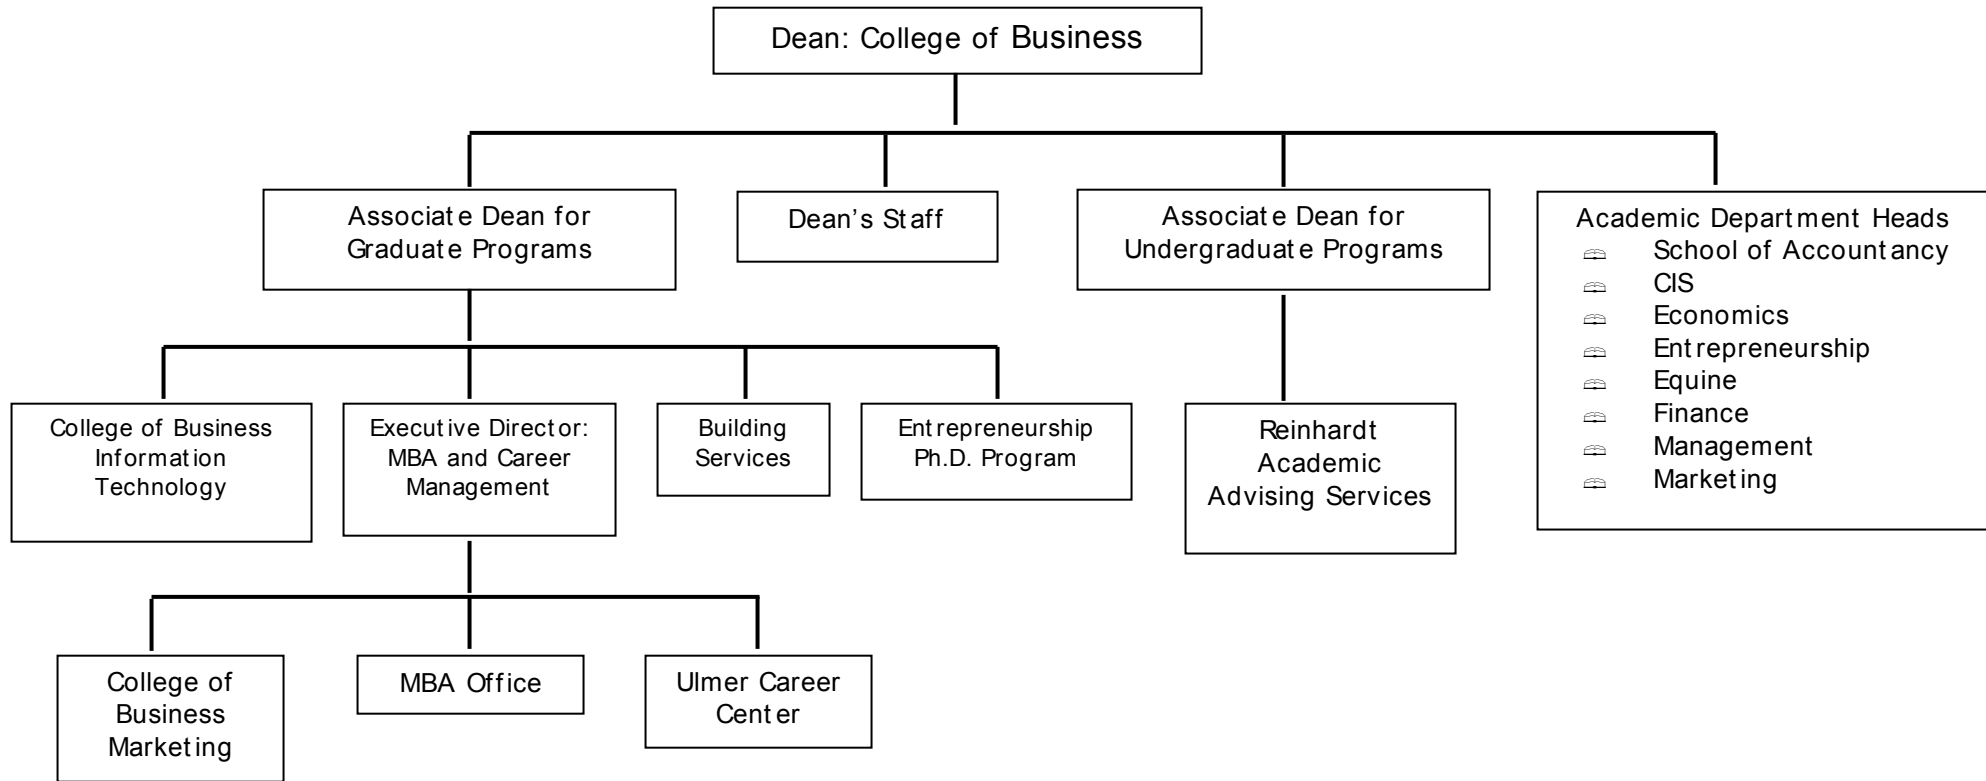 Dean: College of Business
Associate Dean for
Graduate Programs
Dean’s Staff
Associate Dean for
Undergraduate Programs
Academic Department Heads
School of Accountancy
CIS
Economics
Entrepreneurship
Equine
Finance
Management
Marketing
College of Business
Information
Technology
Executive Director:
MBA and Career
Management
Building
Services
Entrepreneurship
Ph.D. Program
Reinhardt
Academic
Advising Services
College of
Business
Marketing
MBA Office
Ulmer Career
Center